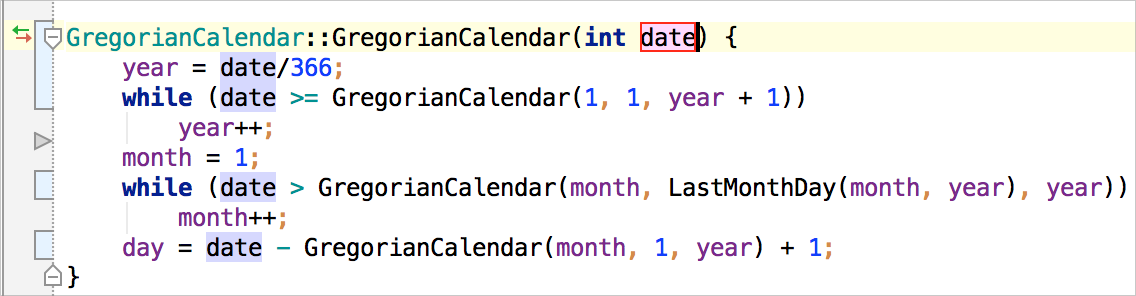 GregorianCalendar::GregorianCalendar(int date) {
year = date/366;
while (date >= GregorianCalendar(1, 1, year + 1))
year++;
month = 1;
while (date > GregorianCalendar(month, LastMonthDay(month, year), year))
month++;
day = date - GregorianCalendar(month, 1, year) + 1;
}